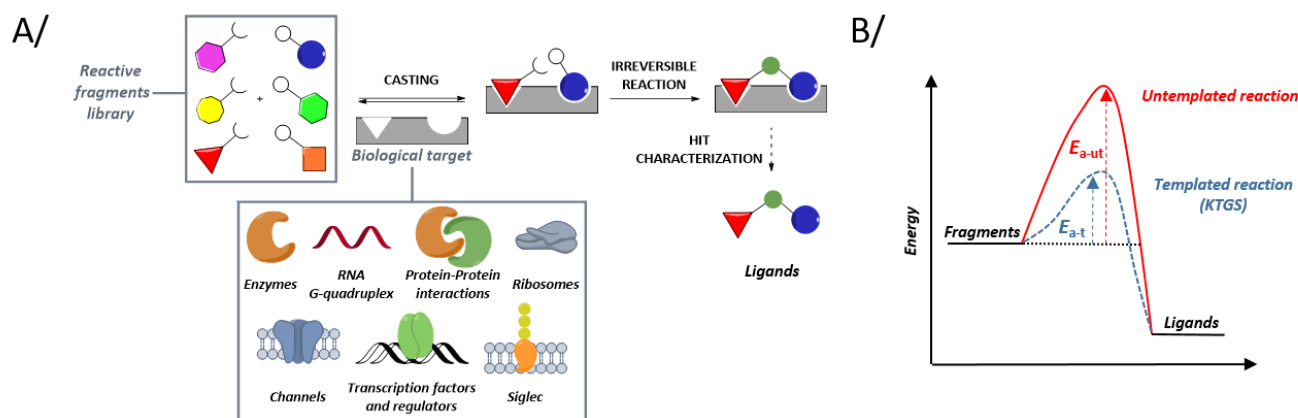 A/
Reactive
fragments
library
+
CASTING
Biological target
IRREVERSIBLE
REACTION
HIT
CHARACTERIZATION
Ligands
Enzymes
RNA
G-quadruplex
Protein-Protein
interactions
Ribosomes
Channels
Transcription factors
and regulators
Siglec
B/
Energy
Fragments
Untemplated reaction
Ea-ut
Templated reaction
(KTGS)
Ea-t
Ligands